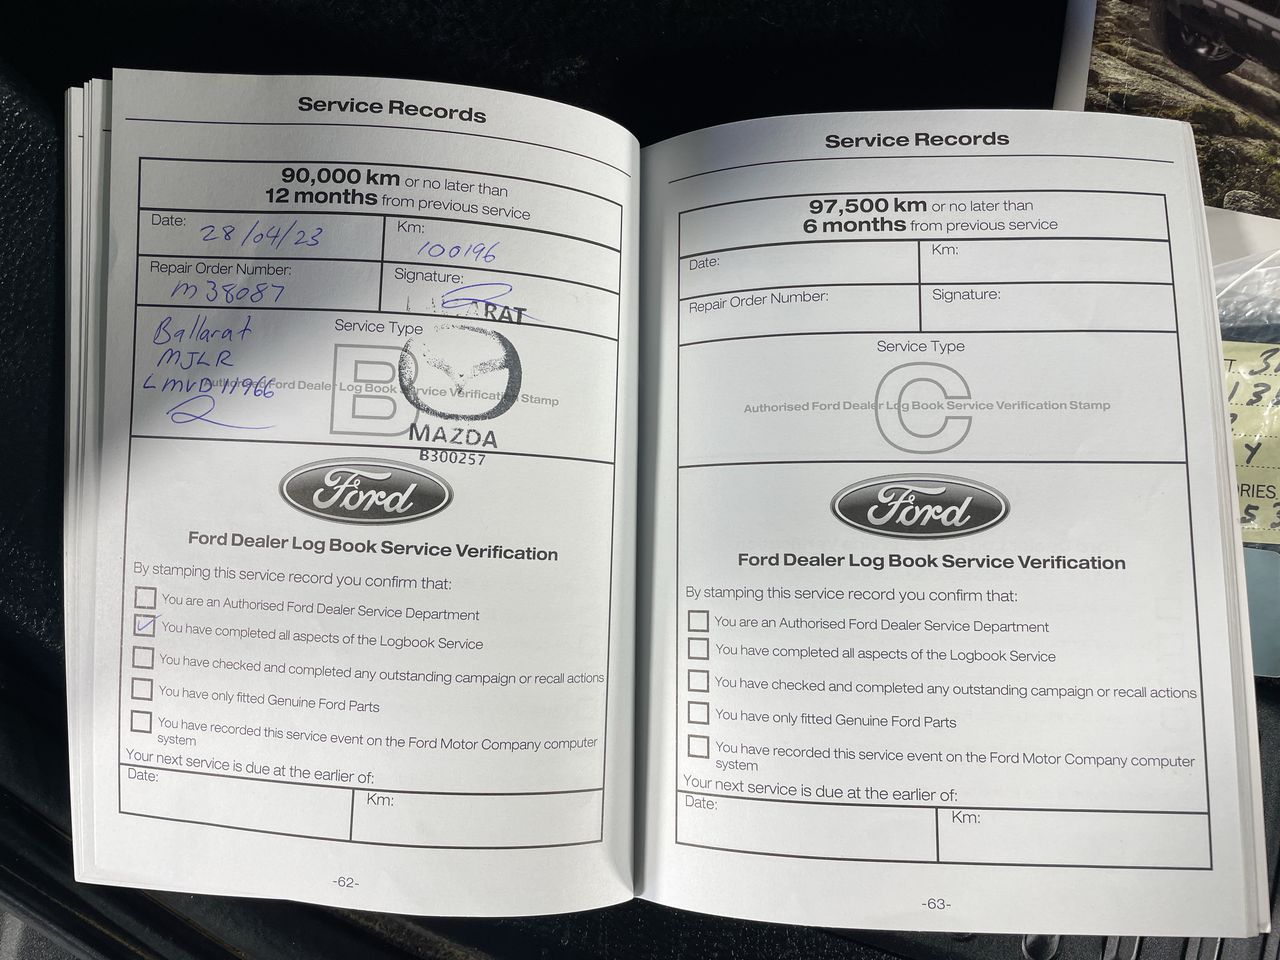 Service Records
90,000 km or no later than
12 months from previous service
Date: 28/04/23
Km: 100196
Repair Order Number: M38087
Signature:
RAT
Ballarat
MJLR
LMVD 11966
Service Type
B
Authorised Ford Dealer Log Book Service Verification Stamp
MAZDA
B300257
Ford
Ford Dealer Log Book Service Verification
By stamping this service record you confirm that:
You are an Authorised Ford Dealer Service Department
You have completed all aspects of the Logbook Service
You have checked and completed any outstanding campaign or recall actions
You have only fitted Genuine Ford Parts
You have recorded this service event on the Ford Motor Company computer
system
Your next service is due at the earlier of:
Date:
Km:
-62-
Service Records
97,500 km or no later than
6 months from previous service
Date:
Km:
Repair Order Number:
Signature:
Service Type
C
Authorised Ford Dealer Log Book Service Verification Stamp
Ford
Ford Dealer Log Book Service Verification
By stamping this service record you confirm that:
You are an Authorised Ford Dealer Service Department
You have completed all aspects of the Logbook Service
You have checked and completed any outstanding campaign or recall actions
You have only fitted Genuine Ford Parts
You have recorded this service event on the Ford Motor Company computer
system
Your next service is due at the earlier of:
Date:
Km:
-63-